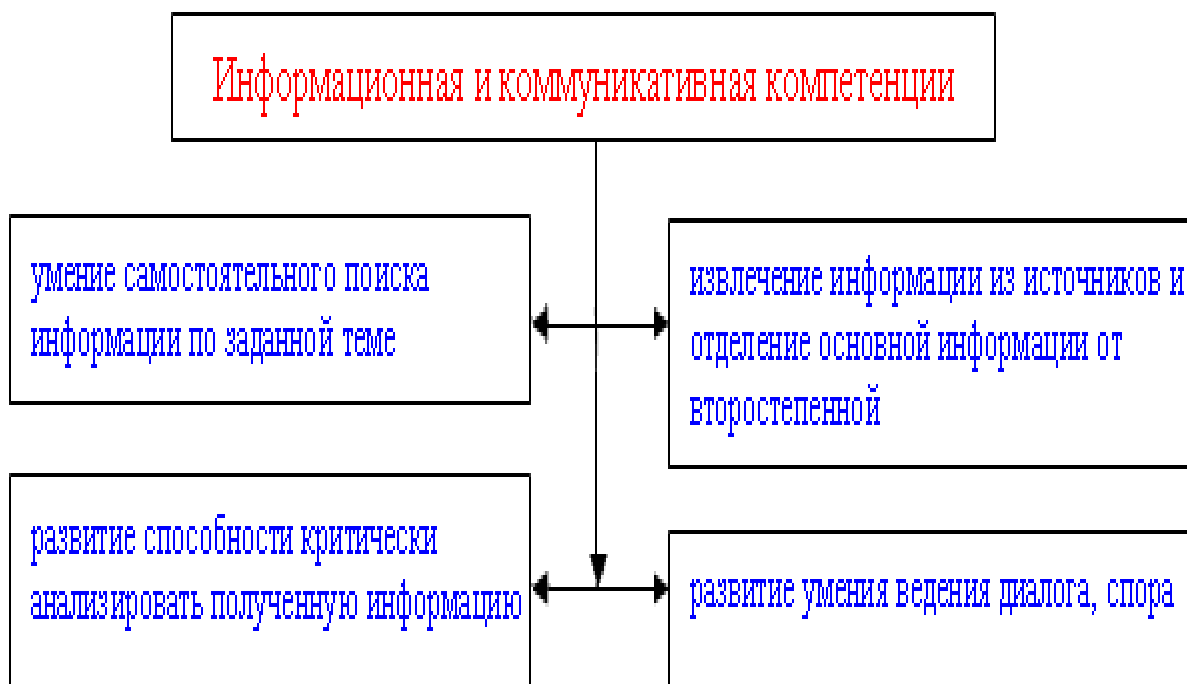 Информационная и коммуникативная компетенции
умение самостоятельного поиска
информации по заданной теме
извлечение информации из источников и
отделение основной информации от
второстепенной
развитие способности критически
анализировать полученную информацию
развитие умения ведения диалога, спора